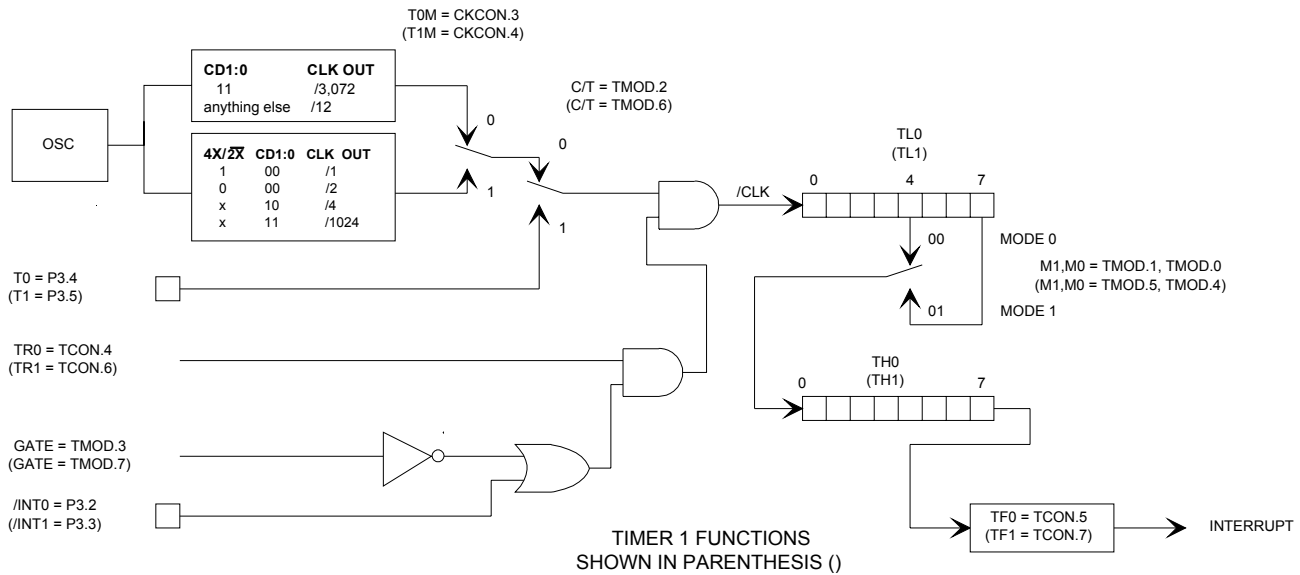 T0M = CKCON.3
(T1M = CKCON.4)
CD1:0 CLK OUT
11 /3,072
anything else /12
OSC
4X/2X CD1:0 CLK OUT
1 00 /1
0 00 /2
x 10 /4
x 11 /1024
0
1
C/T = TMOD.2
(C/T = TMOD.6)
0
1
T0 = P3.4
(T1 = P3.5)
TR0 = TCON.4
(TR1 = TCON.6)
GATE = TMOD.3
(GATE = TMOD.7)
/INT0 = P3.2
(/INT1 = P3.3)
/CLK
TL0
(TL1)
0 4 7
00 MODE 0
M1,M0 = TMOD.1, TMOD.0
(M1,M0 = TMOD.5, TMOD.4)
01 MODE 1
TH0
(TH1)
0 7
TF0 = TCON.5
(TF1 = TCON.7)
INTERRUPT
TIMER 1 FUNCTIONS
SHOWN IN PARENTHESIS ()